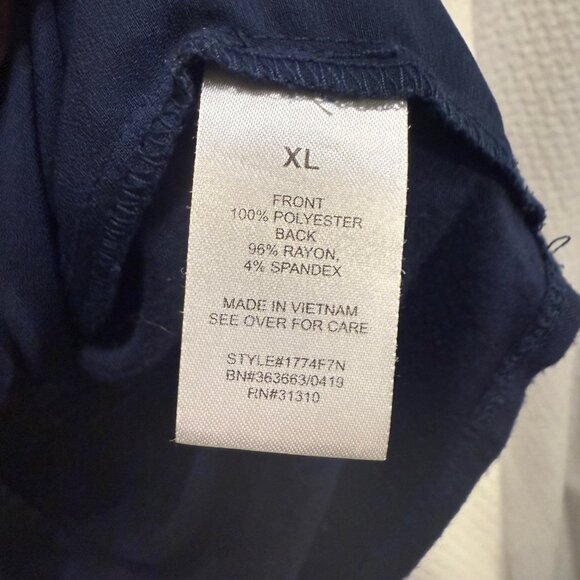 XL
FRONT
100% POLYESTER
BACK
96% RAYON,
4% SPANDEX
MADE IN VIETNAM
SEE OVER FOR CARE
STYLE#1774F7N
BN#363663/0419
RN#31310